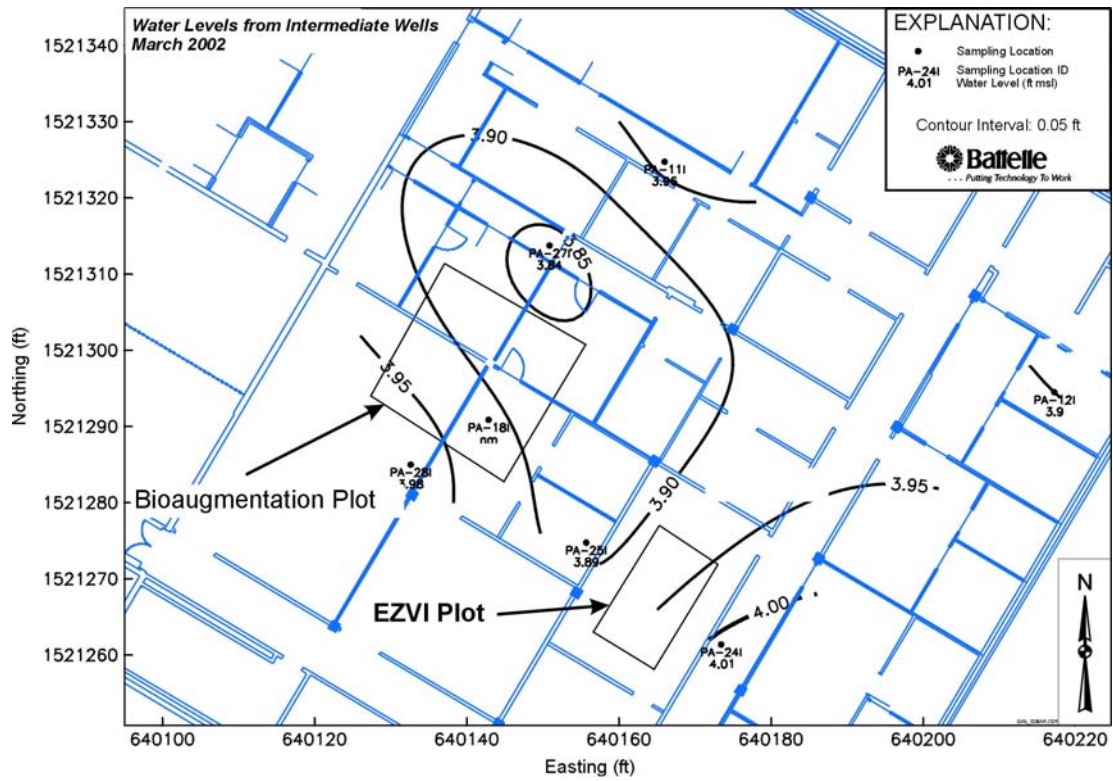 Water Levels from Intermediate Wells
March 2002
EXPLANATION:
Sampling Location
PA-24I
4.01
Sampling Location ID
Water Level (ft msl)
Contour Interval: 0.05 ft
Battelle
... Putting Technology To Work
1521340
1521330
1521320
1521310
1521300
1521290
1521280
1521270
1521260
Northing (ft)
3.90
PA-11I
3.95
3.85
PA-27I
3.84
3.95
PA-18I
nm
PA-28I
3.98
PA-12I
3.9
Bioaugmentation Plot
3.90
3.95
PA-25I
3.89
EZVI Plot
4.00
PA-24I
4.01
N
640100
640120
640140
640160
640180
640200
640220
Easting (ft)